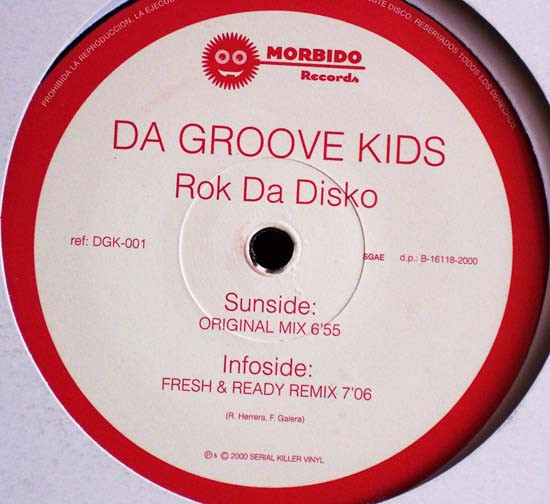 PROHIBIDA LA REPRODUCCION, LA EJECUC
ESTE DISCO, RESERVADOS TODOS LOS DERECHOS
MORBIDO
Records
DA GROOVE KIDS
Rok Da Disko
ref: DGK-001
SGAE d.p.: B-16118-2000
Sunside:
ORIGINAL MIX 6'55
Infoside:
FRESH & READY REMIX 7'06
(R. Herrera, F. Galera)
℗ & © 2000 SERIAL KILLER VINYL